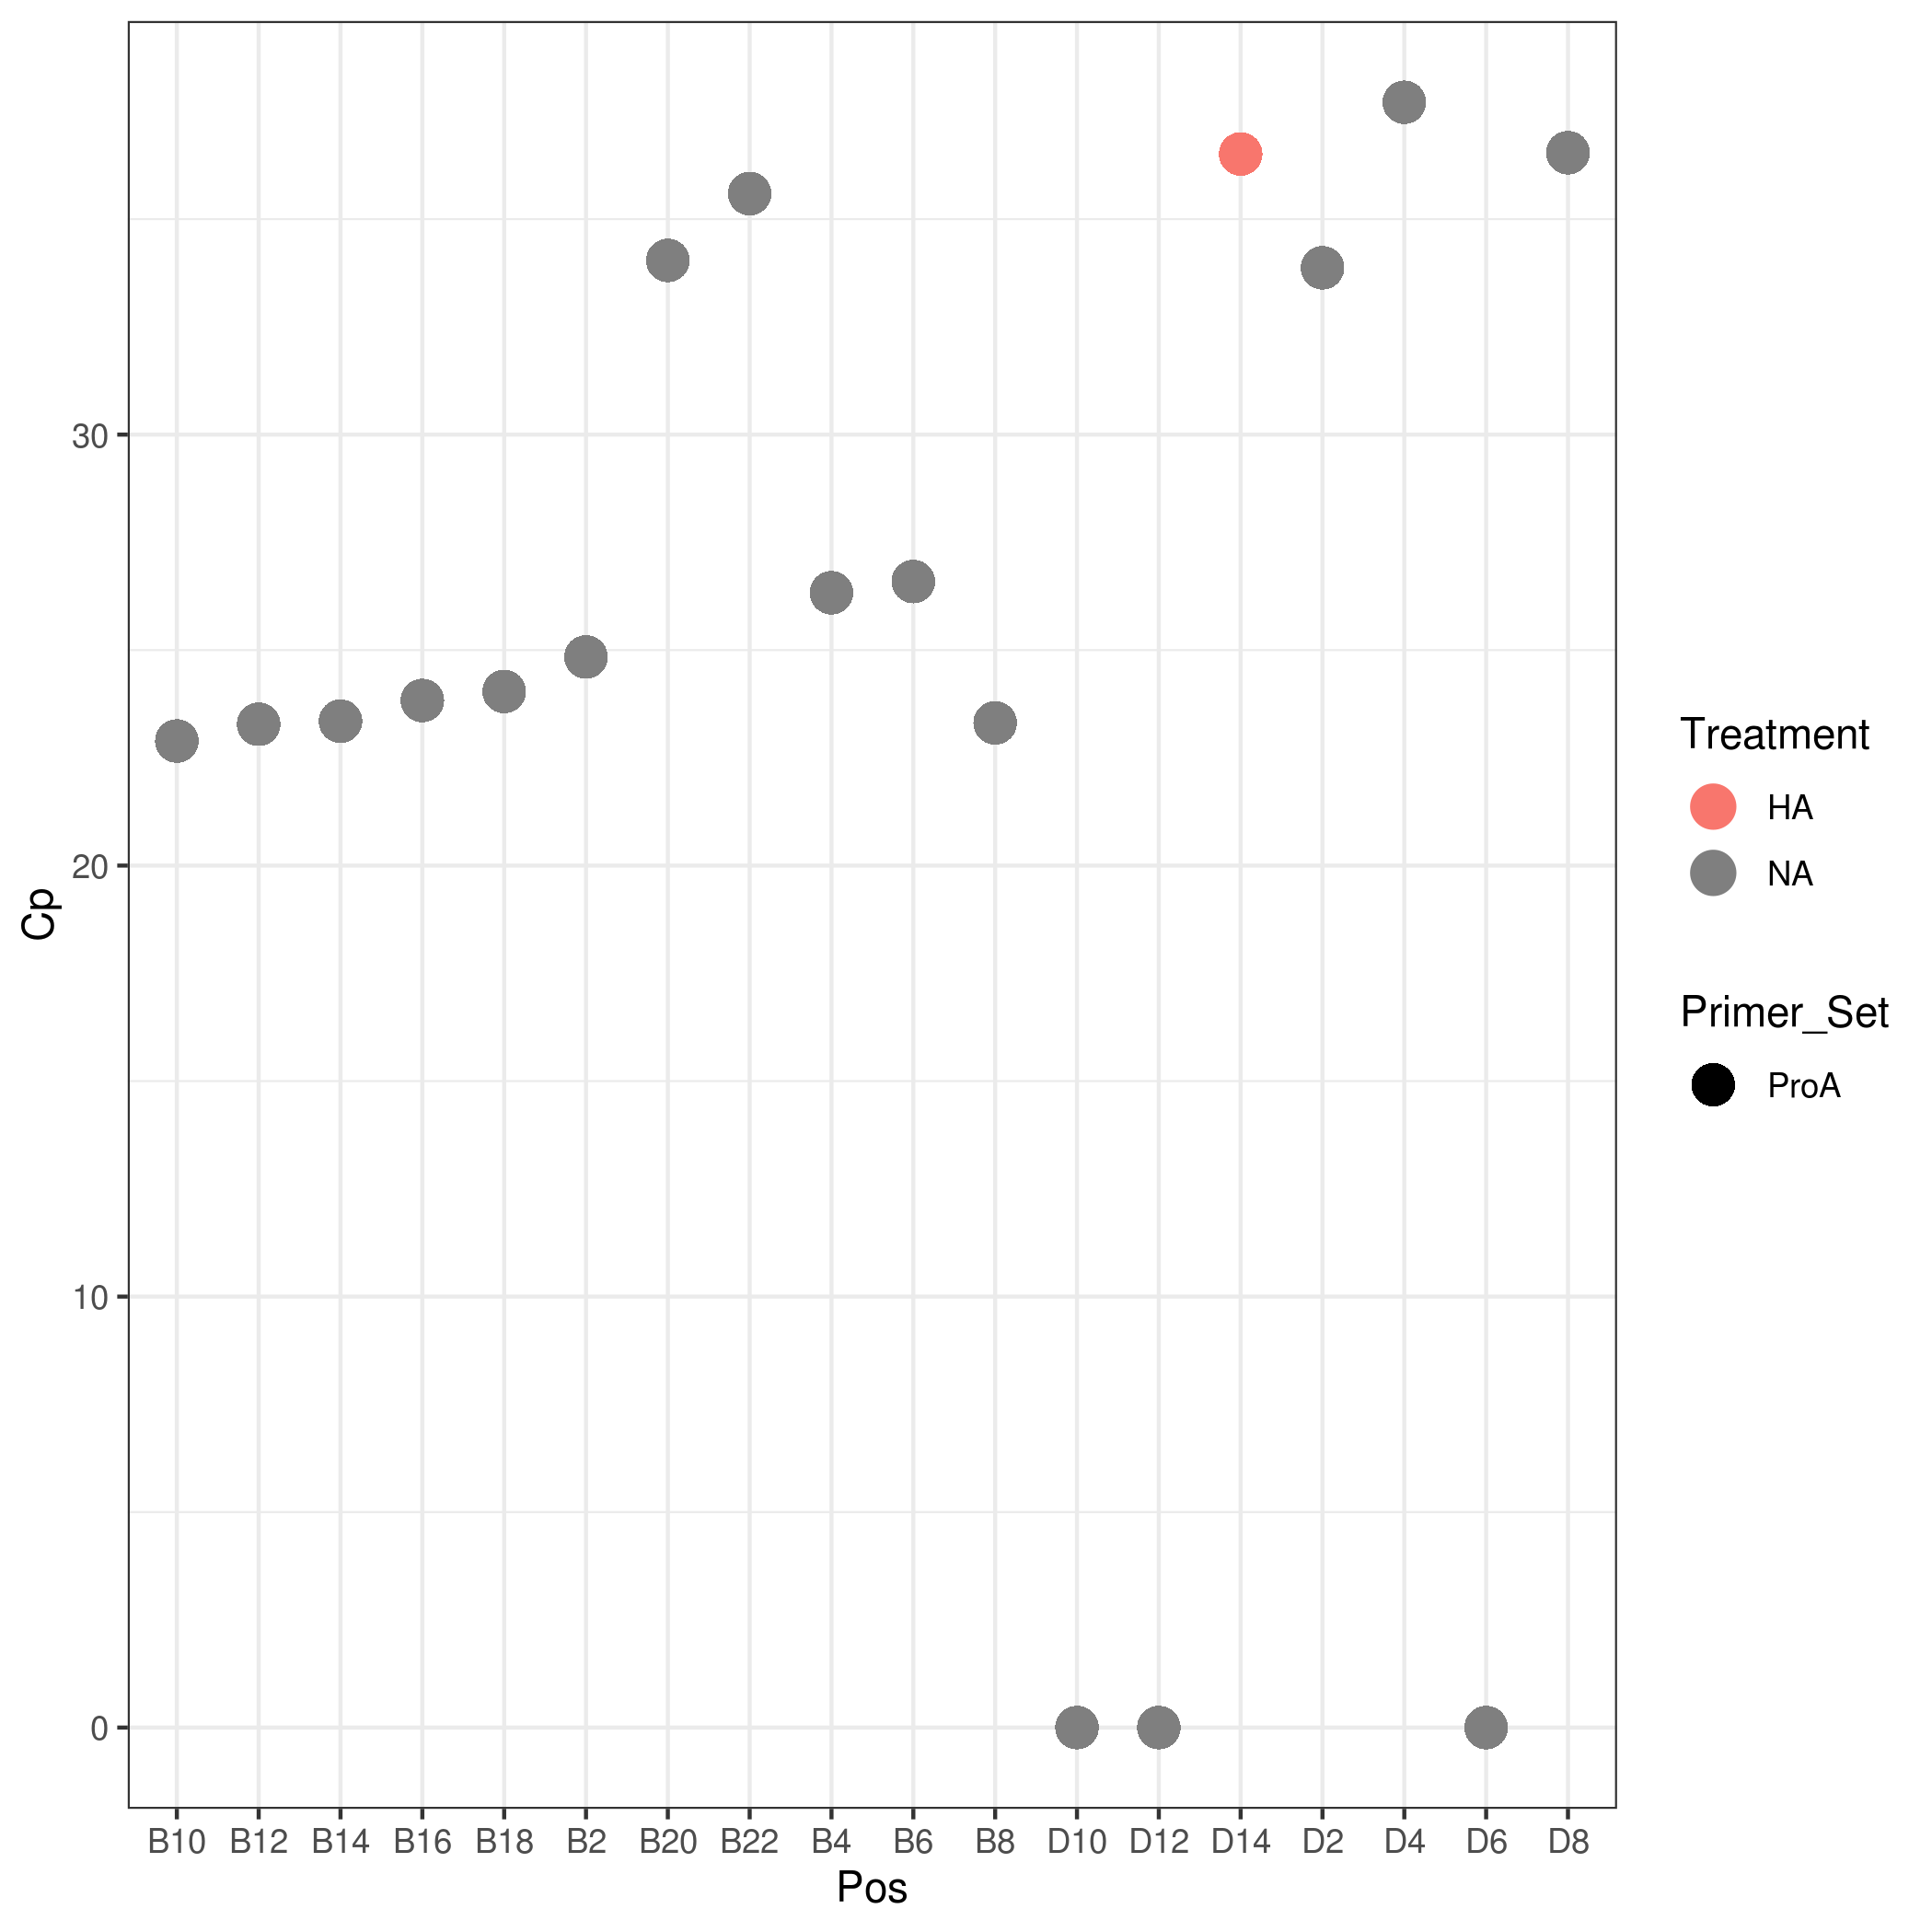 30
20
10
0
Cp
B10 B12 B14 B16 B18 B2 B20 B22 B4 B6 B8 D10 D12 D14 D2 D4 D6 D8
Pos
Treatment
HA
NA
Primer_Set
ProA